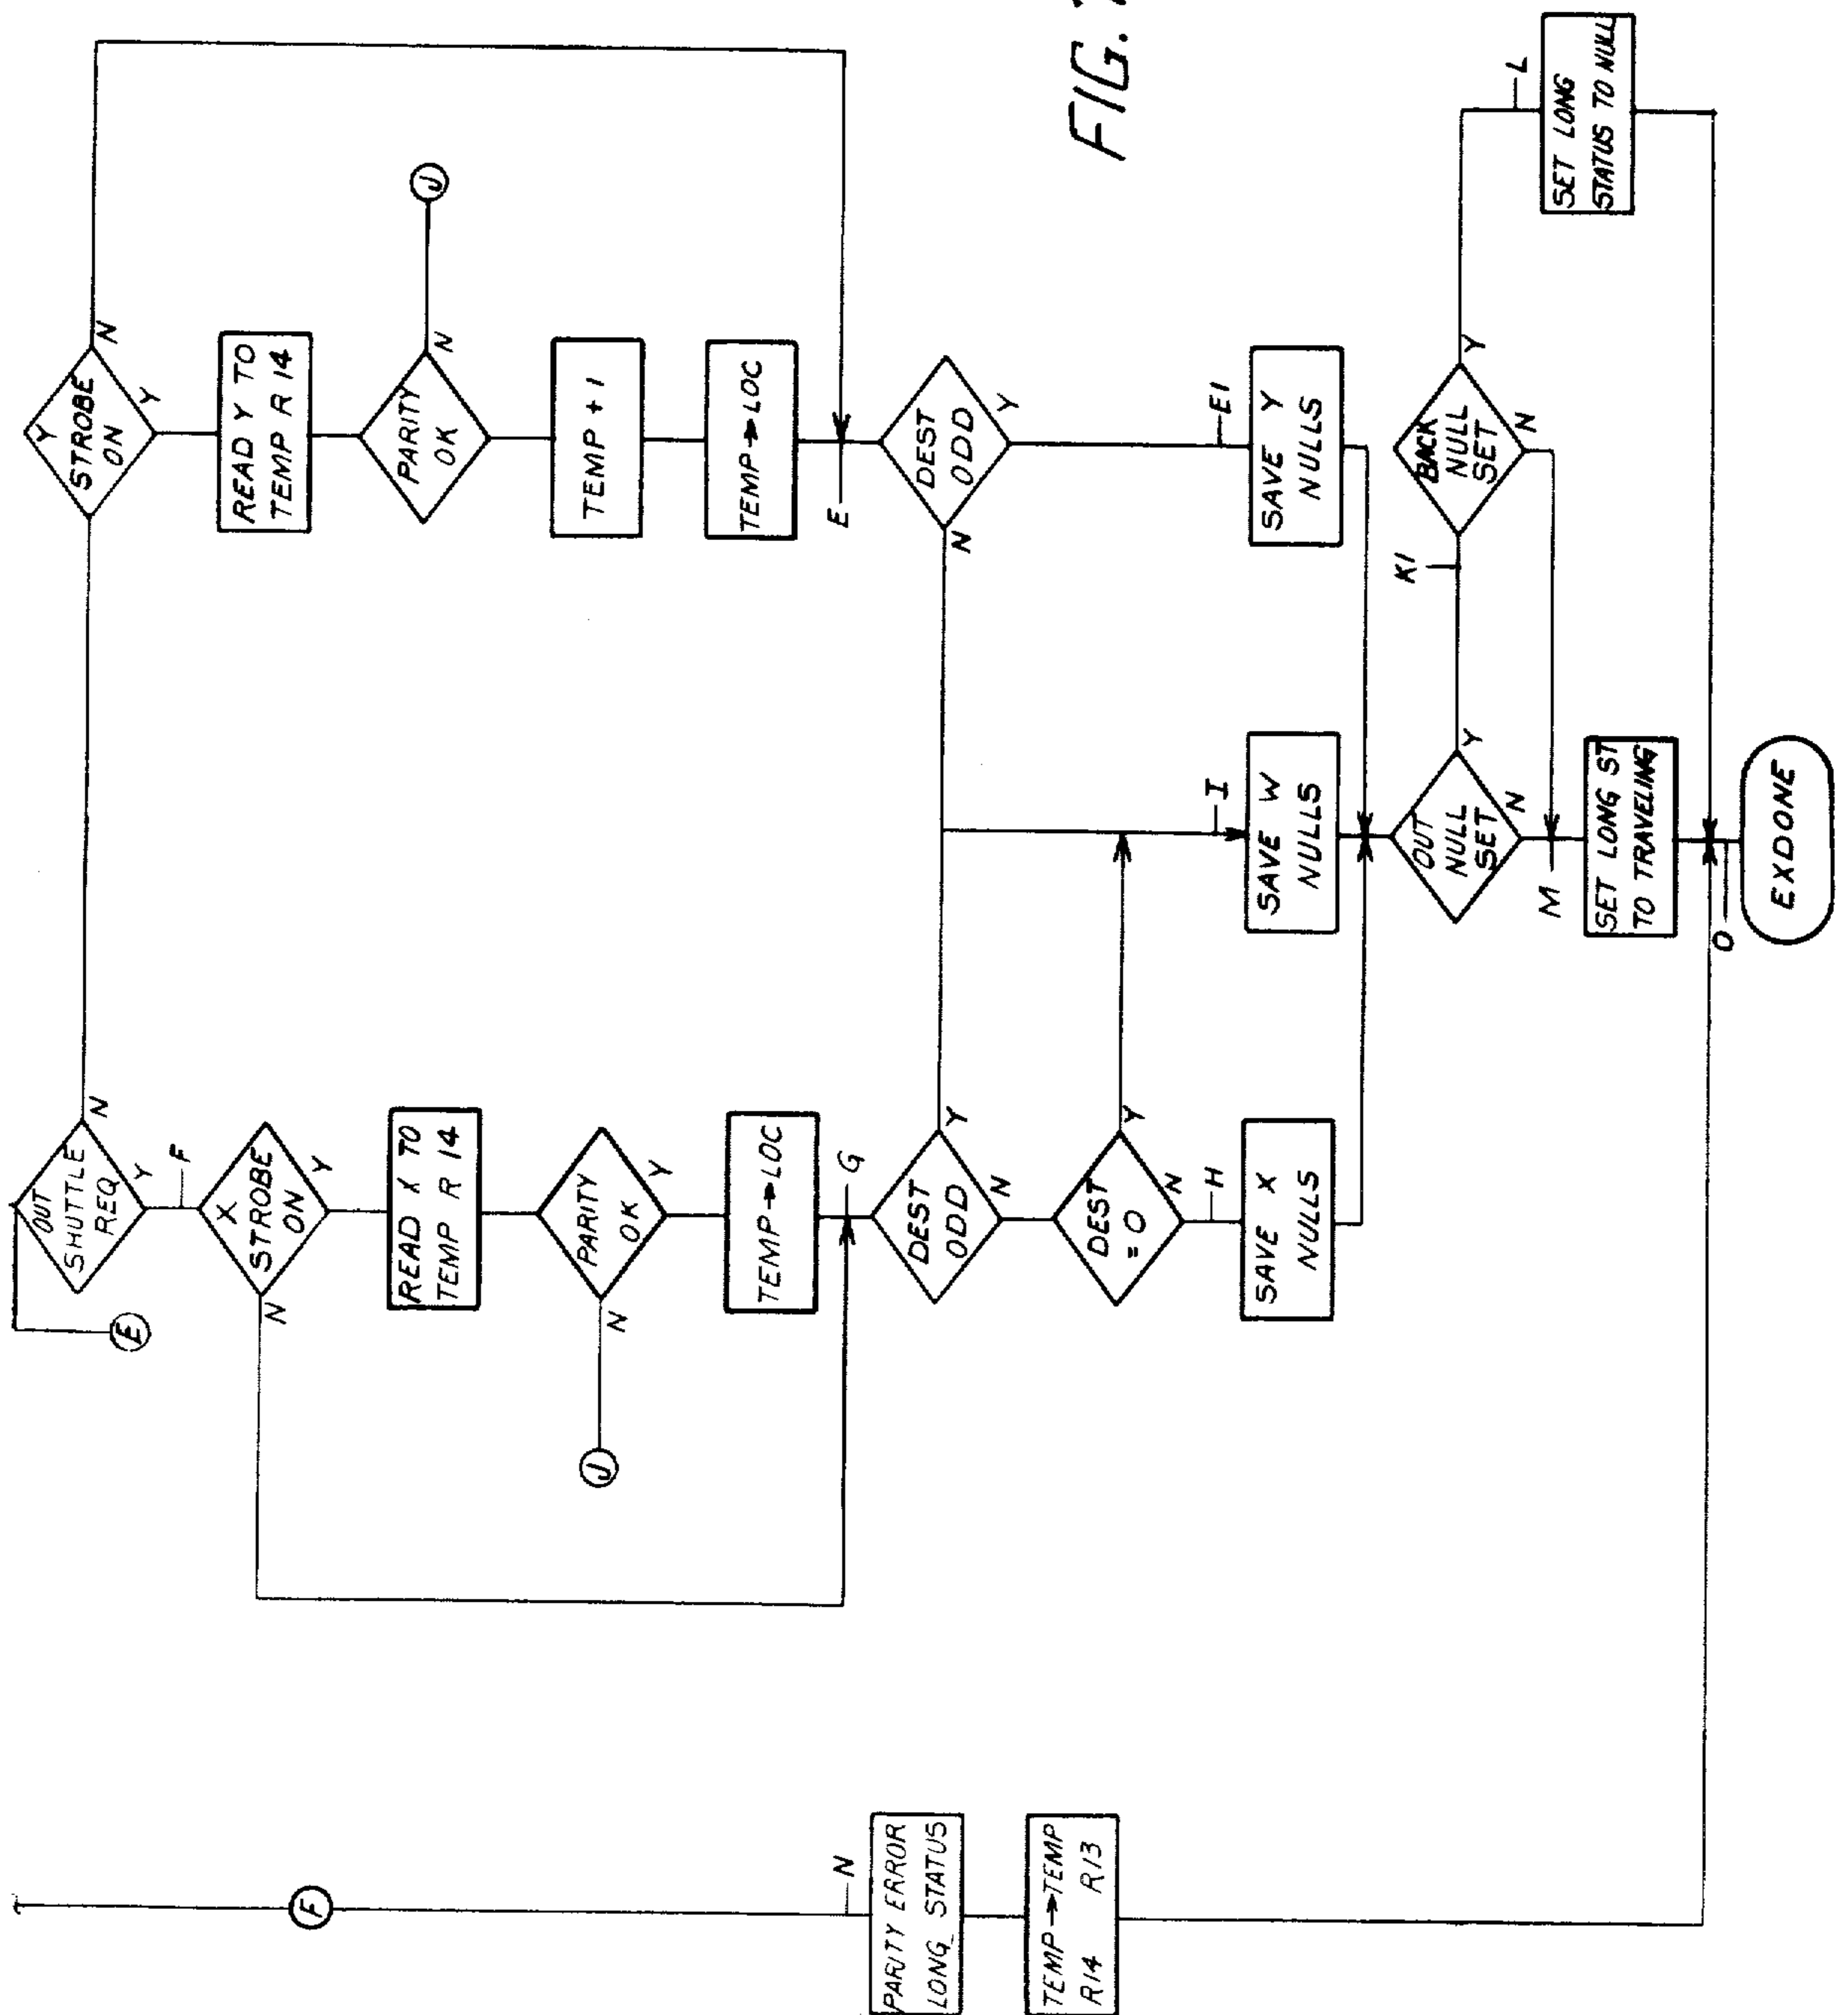 FIG. 7
OUT
SHUTTLE
REQ
N
Y
Y
STROBE
ON
N
Y
E
F
X
STROBE
ON
N
Y
READ Y TO
TEMP R 14
F
READ X TO
TEMP R 14
PARITY
OK
N
J
PARITY
OK
N
Y
J
TEMP + 1
TEMP→LOC
TEMP→LOC
N
G
E
PARITY ERROR
LONG_ STATUS
DEST
ODD
Y
N
DEST
ODD
N
Y
TEMP→TEMP
R14 R13
DEST
=0
Y
N
H
I
E1
SAVE X
NULLS
SAVE W
NULLS
SAVE Y
NULLS
OUT
NULL
SET
Y
N
K1
BACK
NULL
SET
Y
N
L
M
SET LONG
STATUS TO NULL
SET LONG ST
TO TRAVELING
O
EXDONE